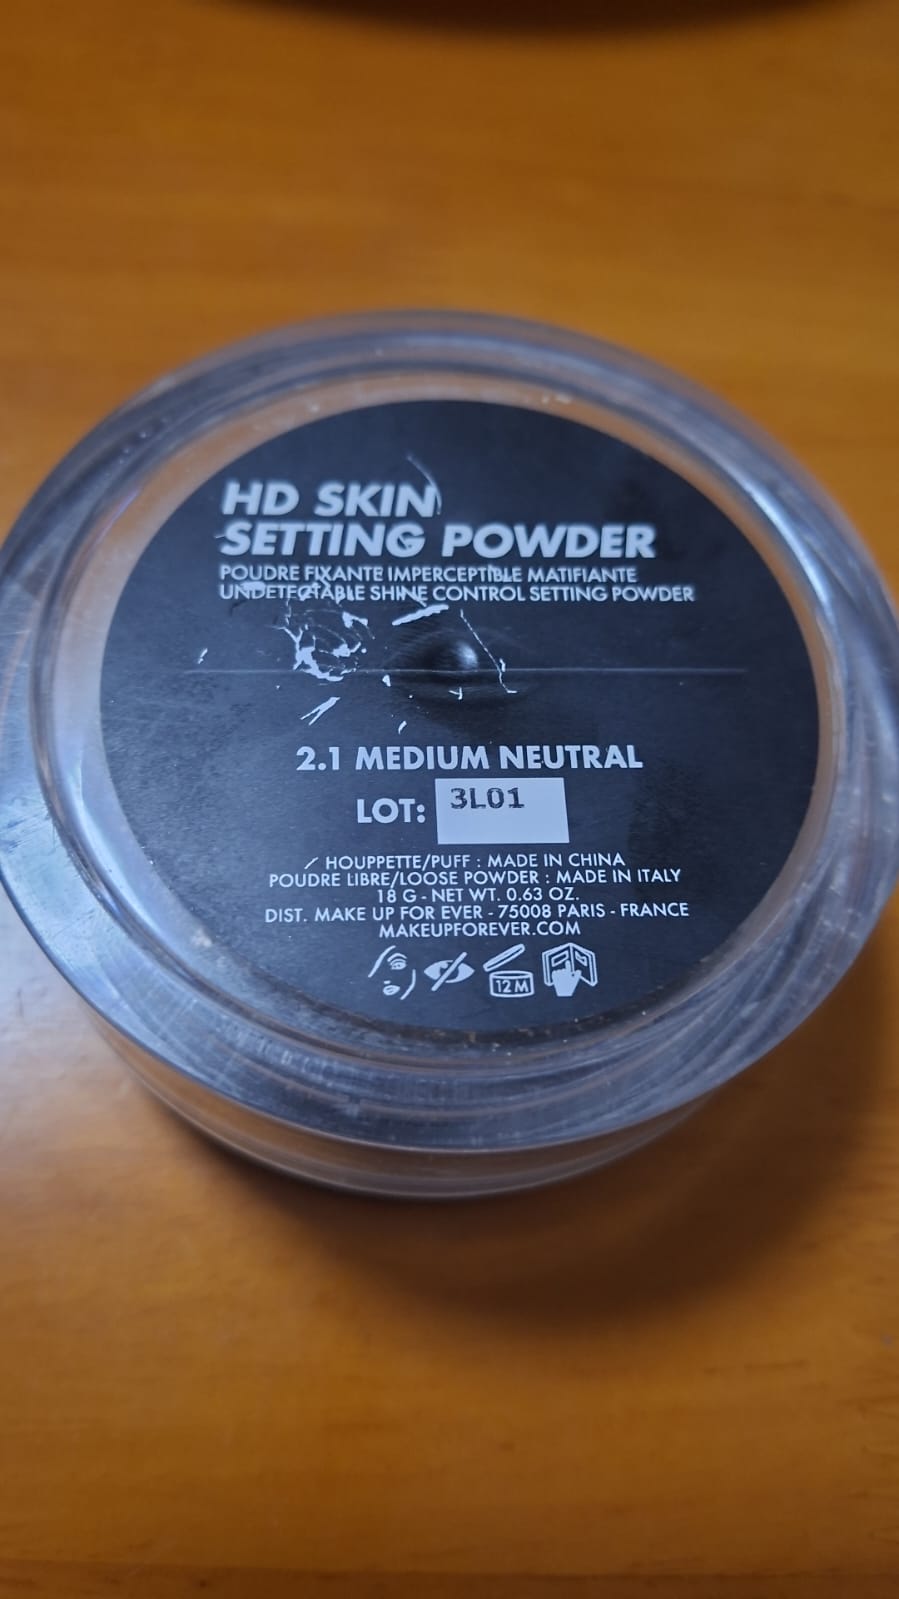 HD SKIN
SETTING POWDER
POUDRE FIXANTE IMPERCEPTIBLE MATIFIANTE
UNDETECTABLE SHINE CONTROL SETTING POWDER
2.1 MEDIUM NEUTRAL
LOT: 3L01
HOUPPETTE/PUFF : MADE IN CHINA
POUDRE LIBRE/LOOSE POWDER : MADE IN ITALY
18 G - NET WT. 0.63 OZ.
DIST. MAKE UP FOR EVER - 75008 PARIS - FRANCE
MAKEUPFOREVER.COM
12 M